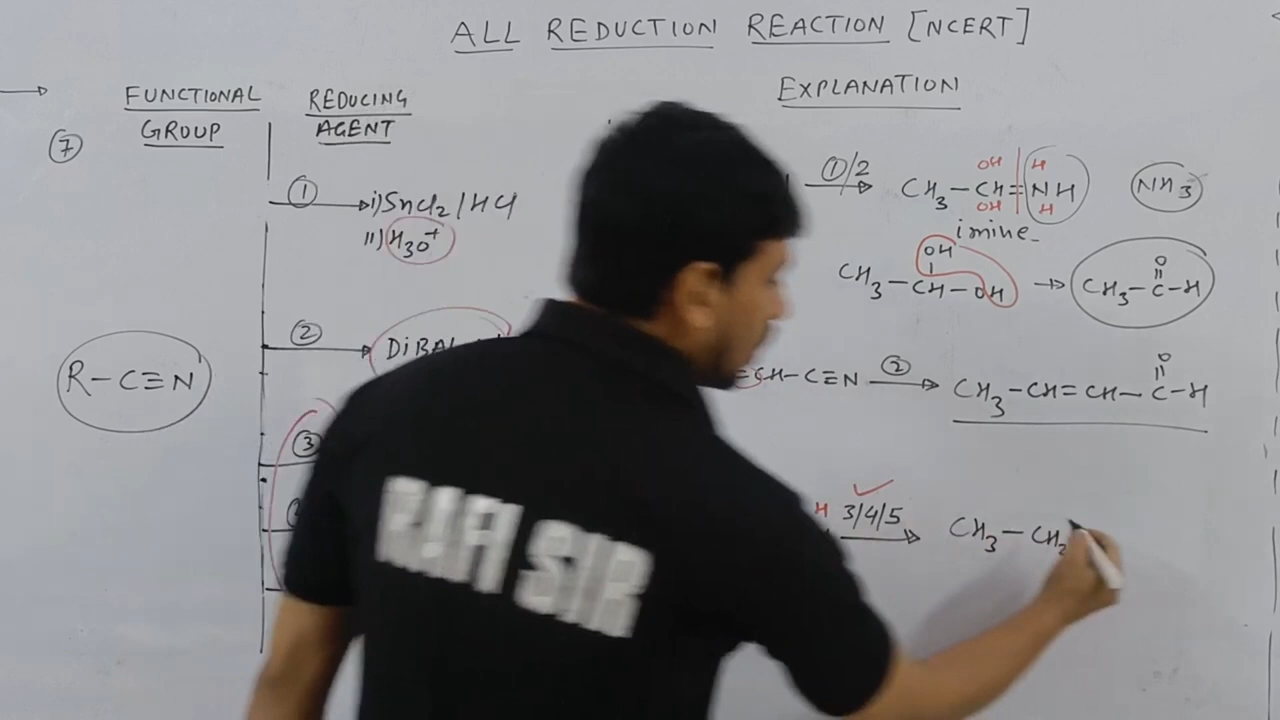 ALL REDUCTION REACTION [NCERT]
FUNCTIONAL GROUP
REDUCING AGENT
EXPLANATION
⑦
①
i) SnCl2 / HCl
ii) H3O+
②
DiBAL
R-C≡N
③
①/2
CH3-CH=NH
OH H
OH H
imine
NH3
OH
CH3-CH-OH → CH3-C-H
O
CH-C≡N ② CH3-CH=CH-C-H
O
H 3/4/5 CH3-CH2
RAFI SIR